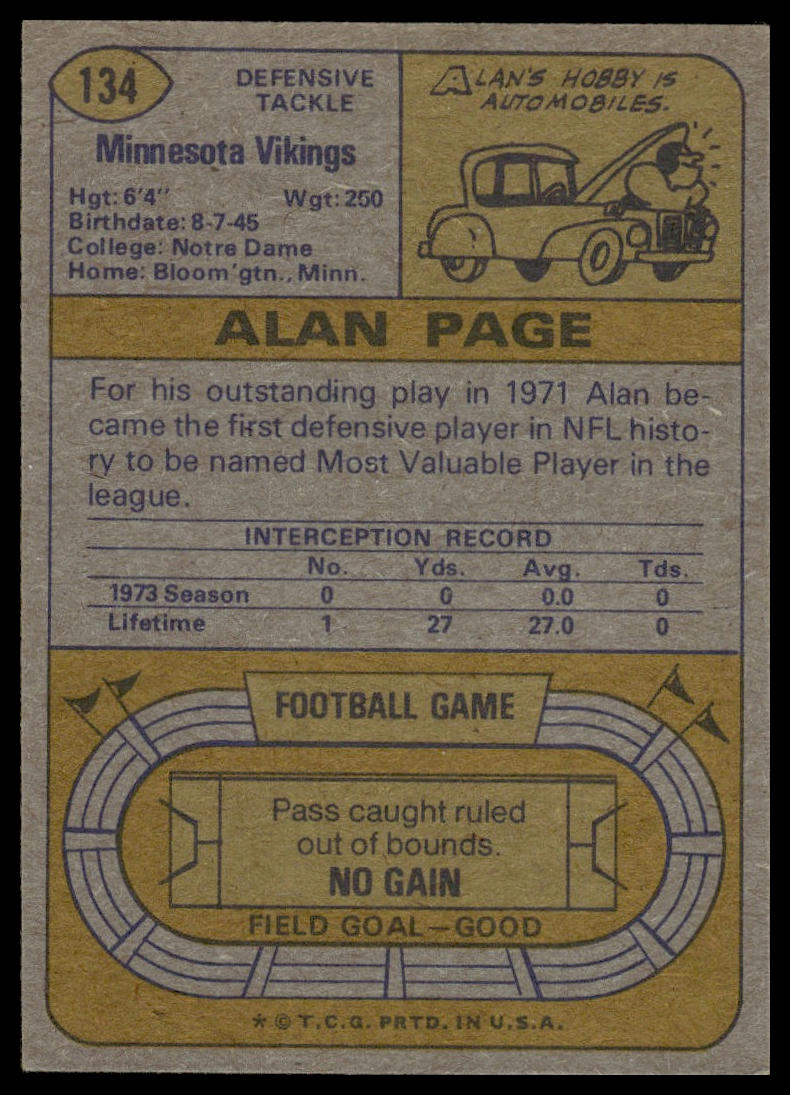 134
DEFENSIVE
TACKLE
Minnesota Vikings
Hgt: 6'4" Wgt: 250
Birthdate: 8-7-45
College: Notre Dame
Home: Bloom'gtn., Minn.
ALAN'S HOBBY IS
AUTOMOBILES.
ALAN PAGE
For his outstanding play in 1971 Alan be-
came the first defensive player in NFL histo-
ry to be named Most Valuable Player in the
league.
INTERCEPTION RECORD
No. Yds. Avg. Tds.
1973 Season 0 0 0.0 0
Lifetime 1 27 27.0 0
FOOTBALL GAME
Pass caught ruled
out of bounds.
NO GAIN
FIELD GOAL—GOOD
* © T.C.G. PRTD. IN U.S.A.